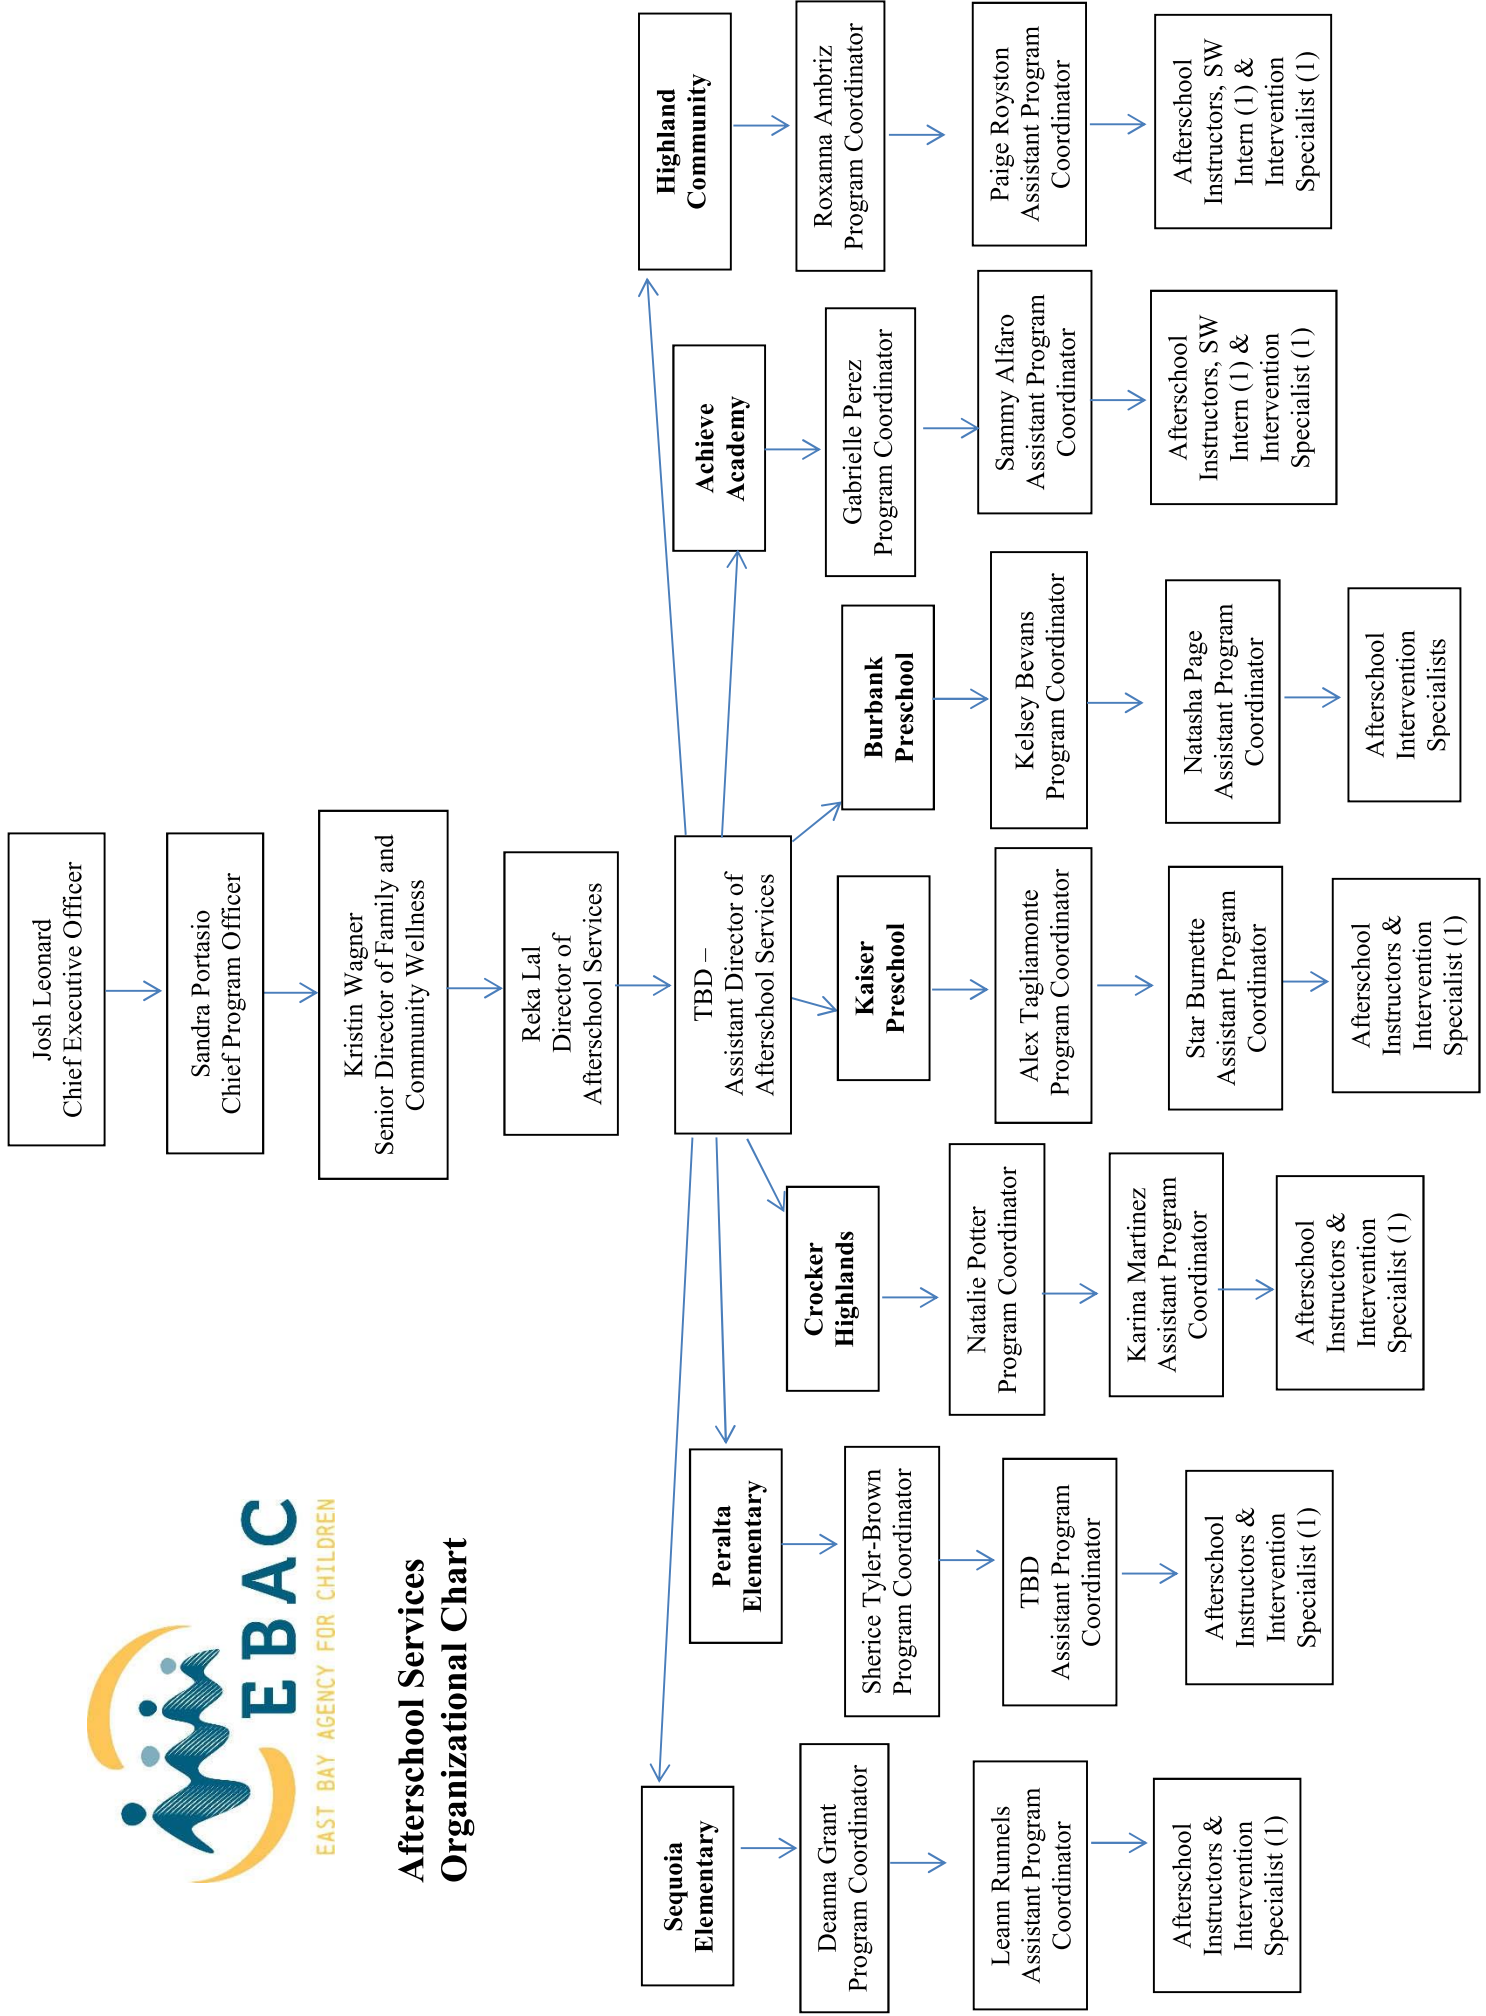 EBAC
EAST BAY AGENCY FOR CHILDREN
Afterschool Services
Organizational Chart
Josh Leonard
Chief Executive Officer
Sandra Portasio
Chief Program Officer
Kristin Wagner
Senior Director of Family and
Community Wellness
Reka Lal
Director of
Afterschool Services
TBD –
Assistant Director of
Afterschool Services
Sequoia
Elementary
Deanna Grant
Program Coordinator
Leann Runnels
Assistant Program
Coordinator
Afterschool
Instructors &
Intervention
Specialist (1)
Peralta
Elementary
Sherice Tyler-Brown
Program Coordinator
TBD
Assistant Program
Coordinator
Afterschool
Instructors &
Intervention
Specialist (1)
Crocker
Highlands
Natalie Potter
Program Coordinator
Karina Martinez
Assistant Program
Coordinator
Afterschool
Instructors &
Intervention
Specialist (1)
Kaiser
Preschool
Alex Tagliamonte
Program Coordinator
Star Burnette
Assistant Program
Coordinator
Afterschool
Instructors &
Intervention
Specialist (1)
Burbank
Preschool
Kelsey Bevans
Program Coordinator
Natasha Page
Assistant Program
Coordinator
Afterschool
Intervention
Specialists
Achieve
Academy
Gabrielle Perez
Program Coordinator
Sammy Alfaro
Assistant Program
Coordinator
Afterschool
Instructors, SW
Intern (1) &
Intervention
Specialist (1)
Highland
Community
Roxanna Ambriz
Program Coordinator
Paige Royston
Assistant Program
Coordinator
Afterschool
Instructors, SW
Intern (1) &
Intervention
Specialist (1)